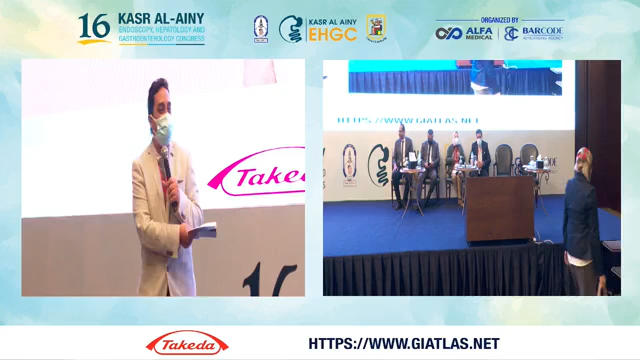 16
KASR AL-AINY
ENDOSCOPY, HEPATOLOGY AND
GASTROENTEROLOGY CONGRESS
KASR AL AINY
EHGC
ORGANIZED BY
ALFA
MEDICAL
BARCODE
Take
HTTPS://WWW.GIATLAS.NET
16
Takeda
HTTPS://WWW.GIATLAS.NET